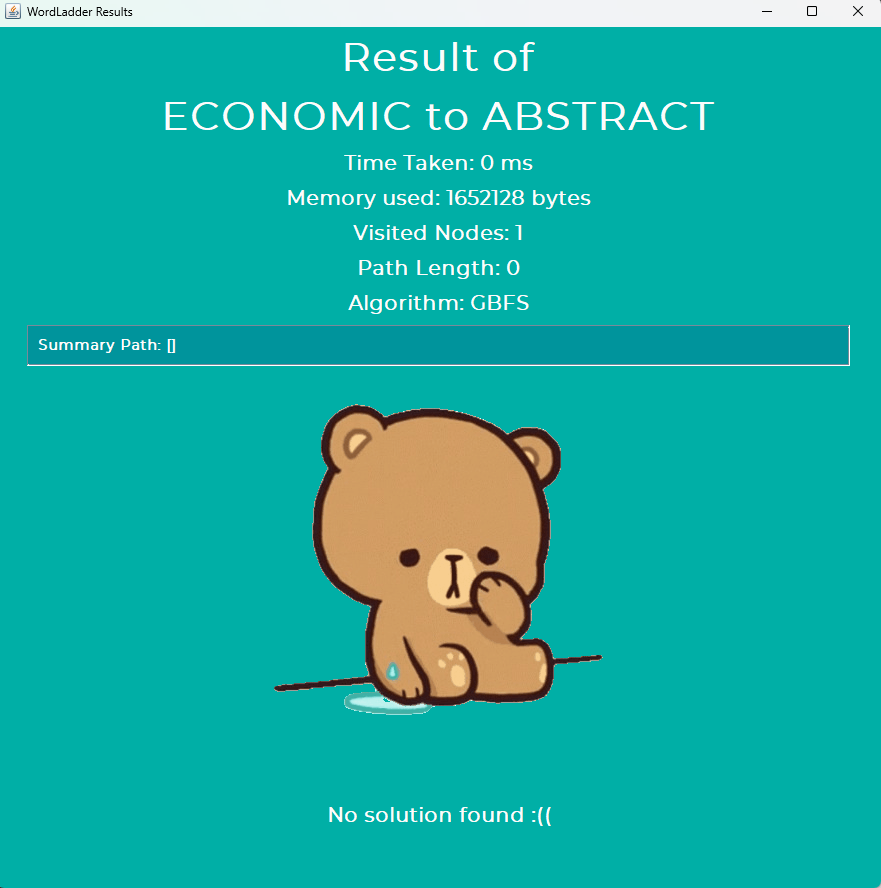 WordLadder Results
Result of
ECONOMIC to ABSTRACT
Time Taken: 0 ms
Memory used: 1652128 bytes
Visited Nodes: 1
Path Length: 0
Algorithm: GBFS
Summary Path: []
No solution found :((